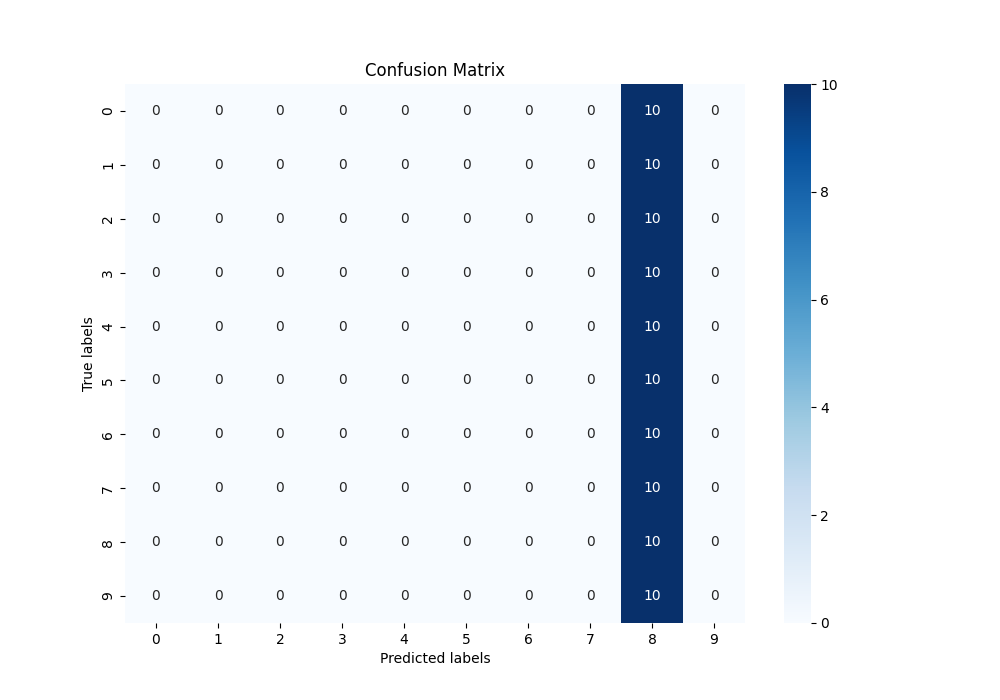 Confusion Matrix
0 0 0 0 0 0 0 0 0 10 0
1 0 0 0 0 0 0 0 0 10 0
2 0 0 0 0 0 0 0 0 10 0
3 0 0 0 0 0 0 0 0 10 0
4 0 0 0 0 0 0 0 0 10 0
5 0 0 0 0 0 0 0 0 10 0
6 0 0 0 0 0 0 0 0 10 0
7 0 0 0 0 0 0 0 0 10 0
8 0 0 0 0 0 0 0 0 10 0
9 0 0 0 0 0 0 0 0 10 0
True labels
0 1 2 3 4 5 6 7 8 9
Predicted labels
10
8
6
4
2
0